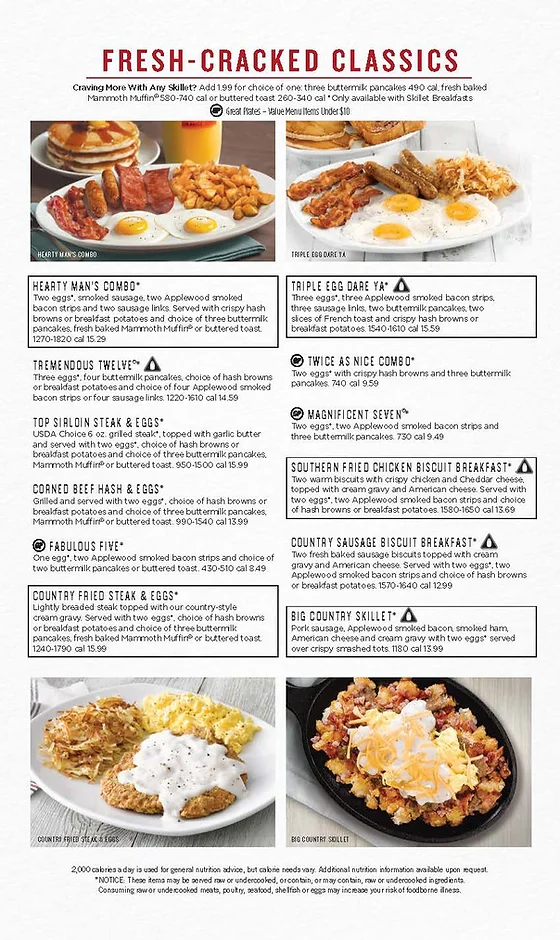 FRESH-CRACKED CLASSICS
Craving More With Any Skillet? Add 1.99 for choice of one: three buttermilk pancakes 490 cal, fresh baked
Mammoth Muffin® 580-740 cal or buttered toast 260-340 cal *Only available with Skillet Breakfasts
Great Plates – Value Menu Items Under $10
HEARTY MAN'S COMBO
TRIPLE EGG DARE YA
HEARTY MAN'S COMBO*
Two eggs*, smoked sausage, two Applewood smoked
bacon strips and two sausage links. Served with crispy hash
browns or breakfast potatoes and choice of three buttermilk
pancakes, fresh baked Mammoth Muffin® or buttered toast.
1270-1820 cal 15.29
TREMENDOUS TWELVE®*
Three eggs*, four buttermilk pancakes, choice of hash browns
or breakfast potatoes and choice of four Applewood smoked
bacon strips or four sausage links. 1220-1610 cal 14.59
TOP SIRLOIN STEAK & EGGS*
USDA Choice 6 oz. grilled steak*, topped with garlic butter
and served with two eggs*, choice of hash browns or
breakfast potatoes and choice of three buttermilk pancakes,
Mammoth Muffin® or buttered toast. 950-1500 cal 15.99
CORNED BEEF HASH & EGGS*
Grilled and served with two eggs*, choice of hash browns or
breakfast potatoes and choice of three buttermilk pancakes,
Mammoth Muffin® or buttered toast. 990-1540 cal 13.99
FABULOUS FIVE*
One egg*, two Applewood smoked bacon strips and choice of
two buttermilk pancakes or buttered toast. 430-510 cal 8.49
COUNTRY FRIED STEAK & EGGS*
Lightly breaded steak topped with our country-style
cream gravy. Served with two eggs*, choice of hash browns
or breakfast potatoes and choice of three buttermilk
pancakes, fresh baked Mammoth Muffin® or buttered toast.
1240-1790 cal 15.99
TRIPLE EGG DARE YA*
Three eggs*, three Applewood smoked bacon strips,
three sausage links, two buttermilk pancakes, two
slices of French toast and crispy hash browns or
breakfast potatoes. 1540-1610 cal 15.59
TWICE AS NICE COMBO*
Two eggs* with crispy hash browns and three buttermilk
pancakes. 740 cal 9.59
MAGNIFICENT SEVEN®*
Two eggs*, two Applewood smoked bacon strips and
three buttermilk pancakes. 730 cal 9.49
SOUTHERN FRIED CHICKEN BISCUIT BREAKFAST*
Two warm biscuits with crispy chicken and Cheddar cheese,
topped with cream gravy and American cheese. Served with
two eggs*, two Applewood smoked bacon strips and choice
of hash browns or breakfast potatoes. 1580-1650 cal 13.69
COUNTRY SAUSAGE BISCUIT BREAKFAST*
Two fresh baked sausage biscuits topped with cream
gravy and American cheese. Served with two eggs*, two
Applewood smoked bacon strips and choice of hash browns
or breakfast potatoes. 1570-1640 cal 12.99
BIG COUNTRY SKILLET*
Pork sausage, Applewood smoked bacon, smoked ham,
American cheese and cream gravy with two eggs* served
over crispy smashed tots. 1180 cal 13.99
COUNTRY FRIED STEAK & EGGS
BIG COUNTRY SKILLET
2,000 calories a day is used for general nutrition advice, but calorie needs vary. Additional nutrition information available upon request.
*NOTICE: These items may be served raw or undercooked, or contain, or may contain, raw or undercooked ingredients.
Consuming raw or undercooked meats, poultry, seafood, shellfish or eggs may increase your risk of foodborne illness.